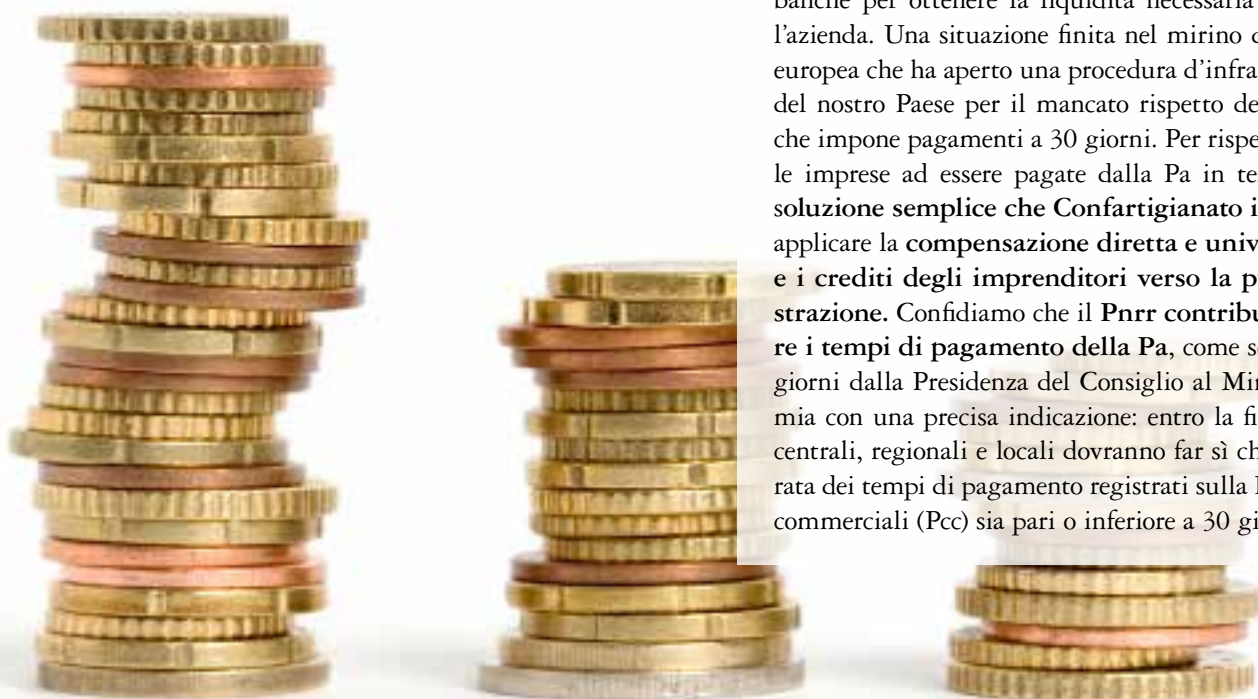 banche per ottenere la liquidità necessaria
l’azienda. Una situazione finita nel mirino
europea che ha aperto una procedura d’infra
del nostro Paese per il mancato rispetto de
che impone pagamenti a 30 giorni. Per rispe
le imprese ad essere pagate dalla Pa in te
soluzione semplice che Confartigianato i
applicare la compensazione diretta e univ
e i crediti degli imprenditori verso la p
strazione. Confidiamo che il Pnrr contribu
re i tempi di pagamento della Pa, come s
giorni dalla Presidenza del Consiglio al Min
mia con una precisa indicazione: entro la fi
centrali, regionali e locali dovranno far sì ch
rata dei tempi di pagamento registrati sulla
commerciali (Pcc) sia pari o inferiore a 30 gi